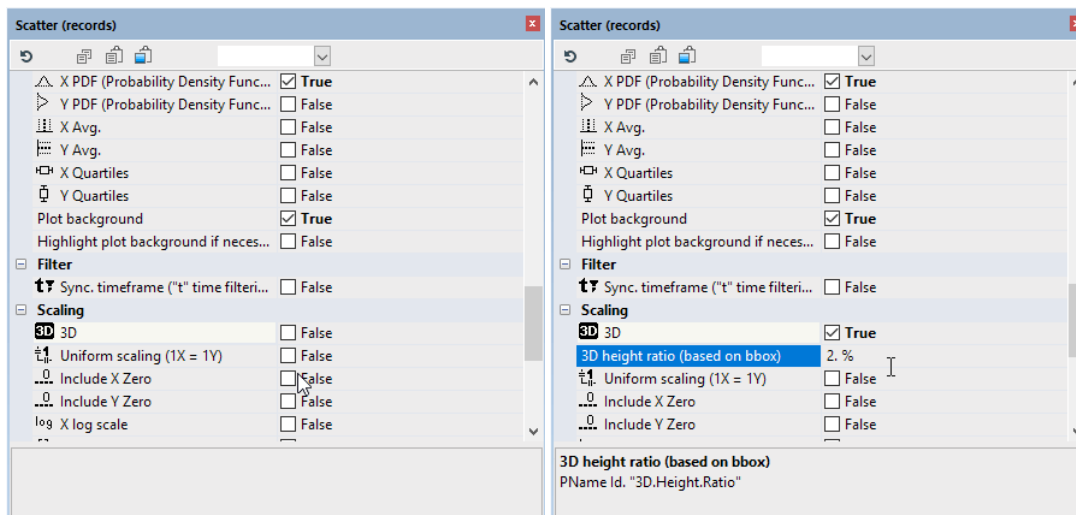 Scatter (records)
X PDF (Probability Density Func... True
Y PDF (Probability Density Func... False
X Avg. False
Y Avg. False
X Quartiles False
Y Quartiles False
Plot background True
Highlight plot background if neces... False
Filter
t Sync. timeframe ("t" time filteri... False
Scaling
3D 3D False
Uniform scaling (1X = 1Y) False
0 Include X Zero False
0 Include Y Zero False
log X log scale False
Scatter (records)
X PDF (Probability Density Func... True
Y PDF (Probability Density Func... False
X Avg. False
Y Avg. False
X Quartiles False
Y Quartiles False
Plot background True
Highlight plot background if neces... False
Filter
t Sync. timeframe ("t" time filteri... False
Scaling
3D 3D True
3D height ratio (based on bbox) 2. %
Uniform scaling (1X = 1Y) False
0 Include X Zero False
0 Include Y Zero False
3D height ratio (based on bbox)
PName Id. "3D.Height.Ratio"